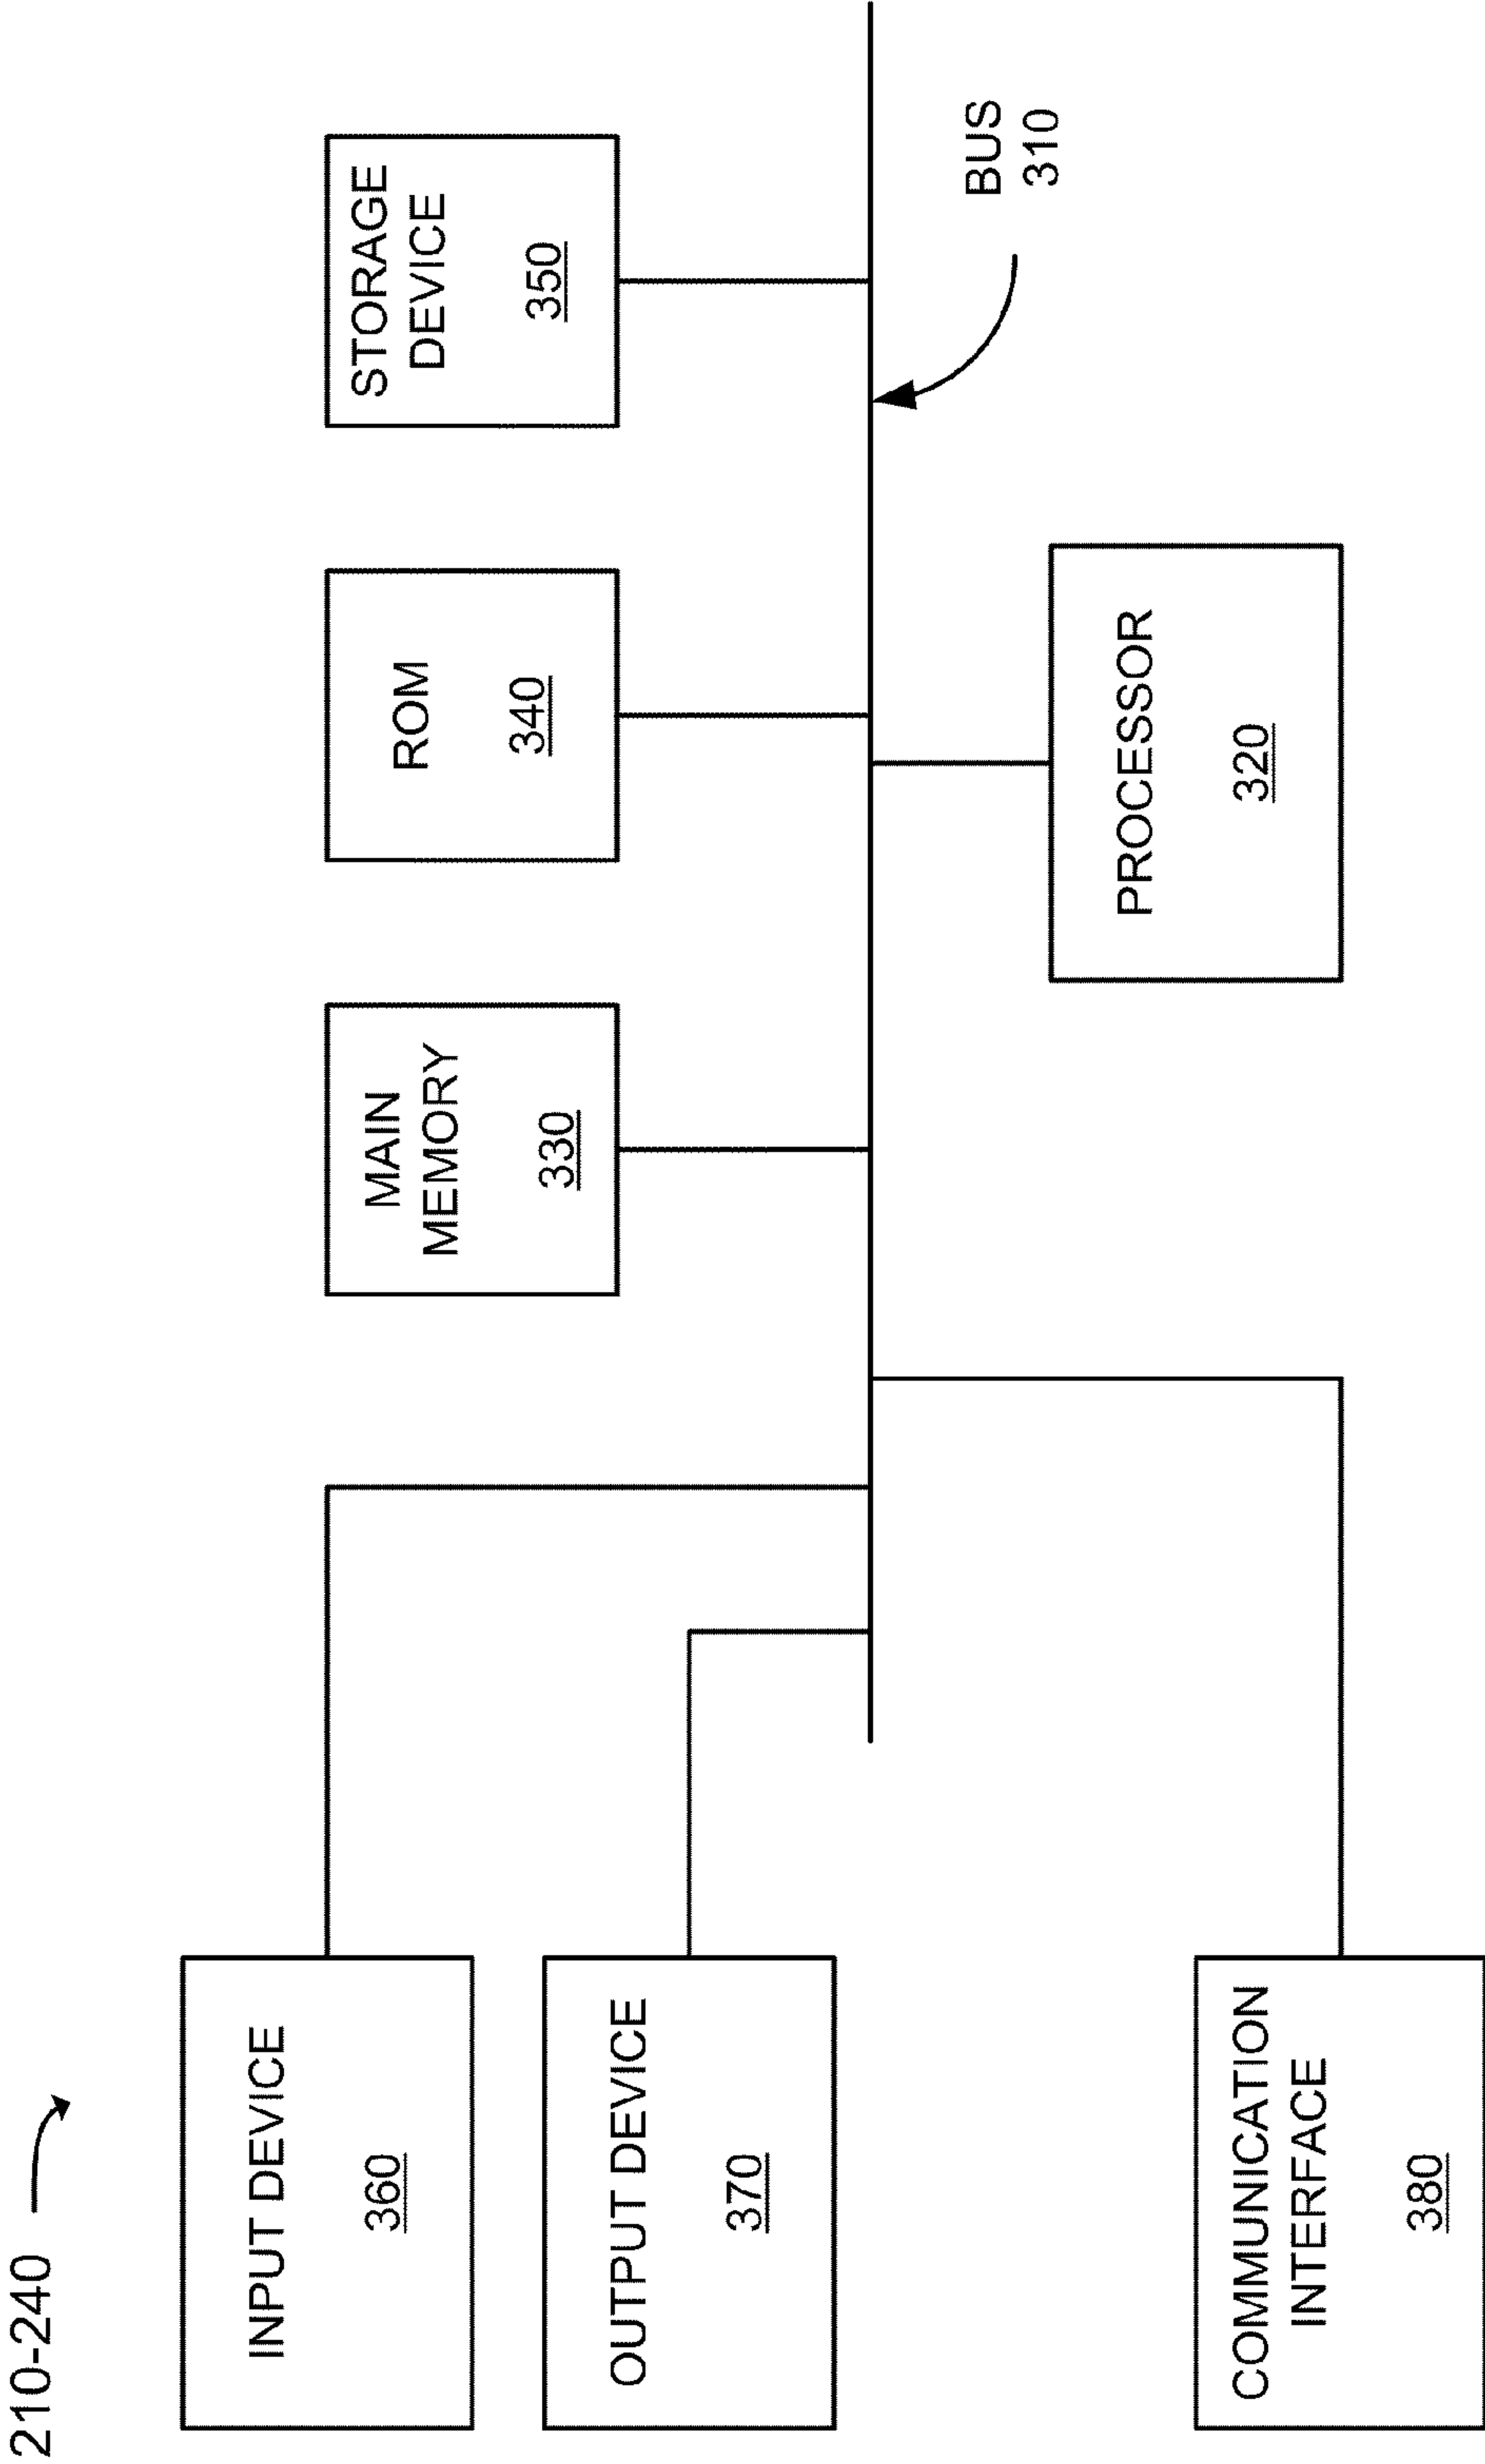 210-240
INPUT DEVICE
360
OUTPUT DEVICE
370
COMMUNICATION
INTERFACE
380
MAIN
MEMORY
330
ROM
340
STORAGE
DEVICE
350
PROCESSOR
320
BUS
310